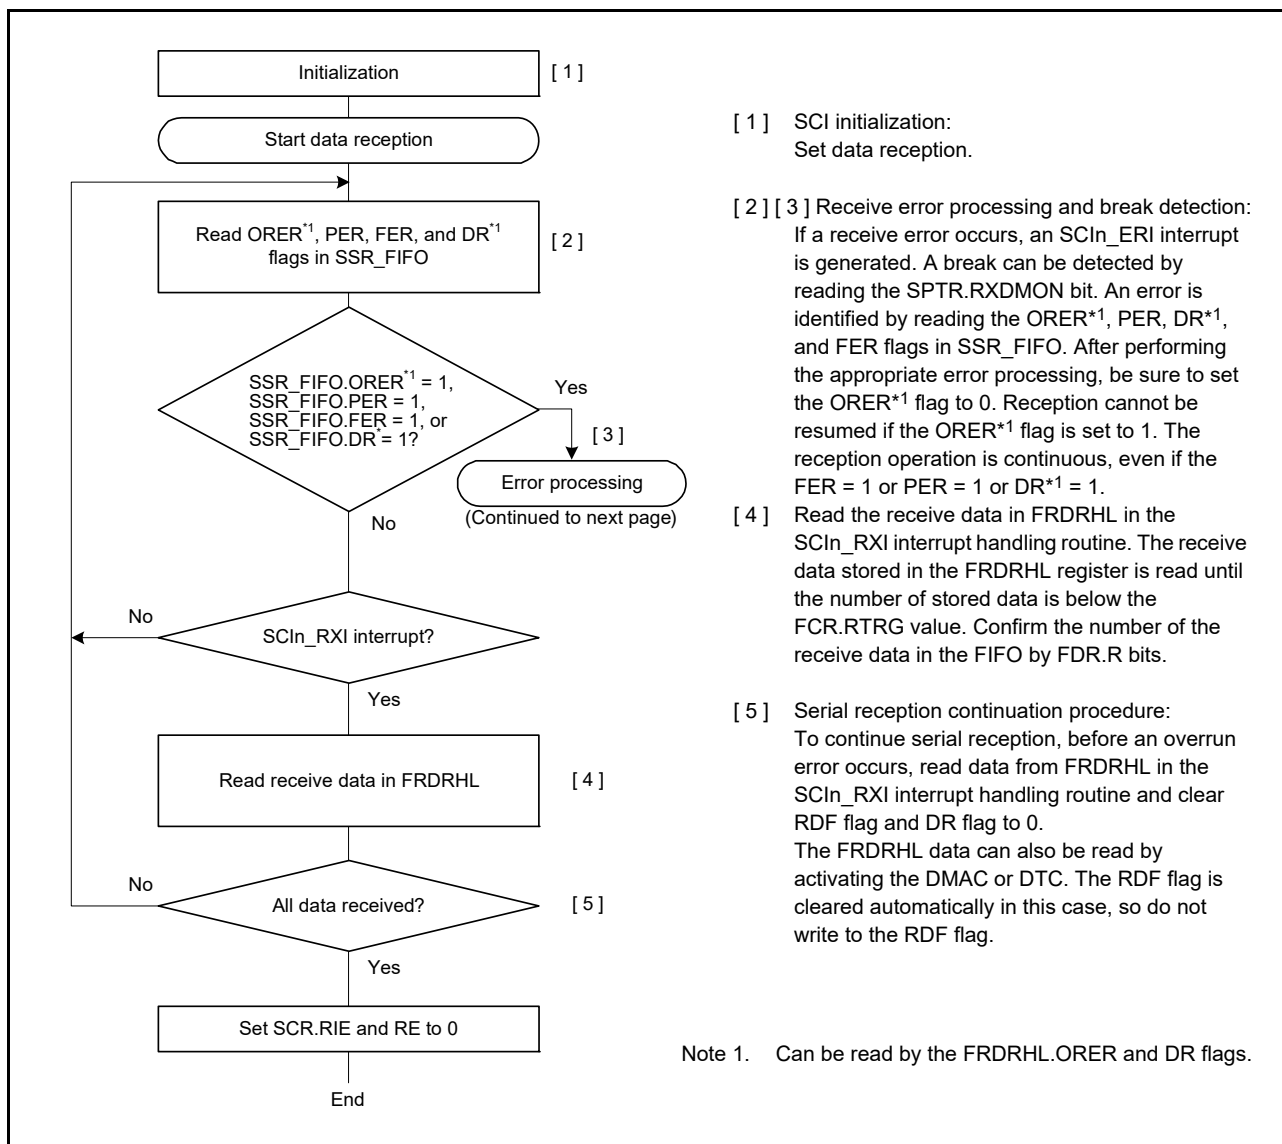 Initialization
[ 1 ]
Start data reception
Read ORER*1, PER, FER, and DR*1
flags in SSR_FIFO
[ 2 ]
SSR_FIFO.ORER*1 = 1,
SSR_FIFO.PER = 1,
SSR_FIFO.FER = 1, or
SSR_FIFO.DR*= 1?
Yes
[ 3 ]
Error processing
(Continued to next page)
No
No
SCIn_RXI interrupt?
Yes
Read receive data in FRDRHL
[ 4 ]
No
All data received?
[ 5 ]
Yes
Set SCR.RIE and RE to 0
End
[ 1 ] SCI initialization:
Set data reception.
[ 2 ] [ 3 ] Receive error processing and break detection:
If a receive error occurs, an SCIn_ERI interrupt
is generated. A break can be detected by
reading the SPTR.RXDMON bit. An error is
identified by reading the ORER*1, PER, DR*1,
and FER flags in SSR_FIFO. After performing
the appropriate error processing, be sure to set
the ORER*1 flag to 0. Reception cannot be
resumed if the ORER*1 flag is set to 1. The
reception operation is continuous, even if the
FER = 1 or PER = 1 or DR*1 = 1.
[ 4 ] Read the receive data in FRDRHL in the
SCIn_RXI interrupt handling routine. The receive
data stored in the FRDRHL register is read until
the number of stored data is below the
FCR.RTRG value. Confirm the number of the
receive data in the FIFO by FDR.R bits.
[ 5 ] Serial reception continuation procedure:
To continue serial reception, before an overrun
error occurs, read data from FRDRHL in the
SCIn_RXI interrupt handling routine and clear
RDF flag and DR flag to 0.
The FRDRHL data can also be read by
activating the DMAC or DTC. The RDF flag is
cleared automatically in this case, so do not
write to the RDF flag.
Note 1. Can be read by the FRDRHL.ORER and DR flags.